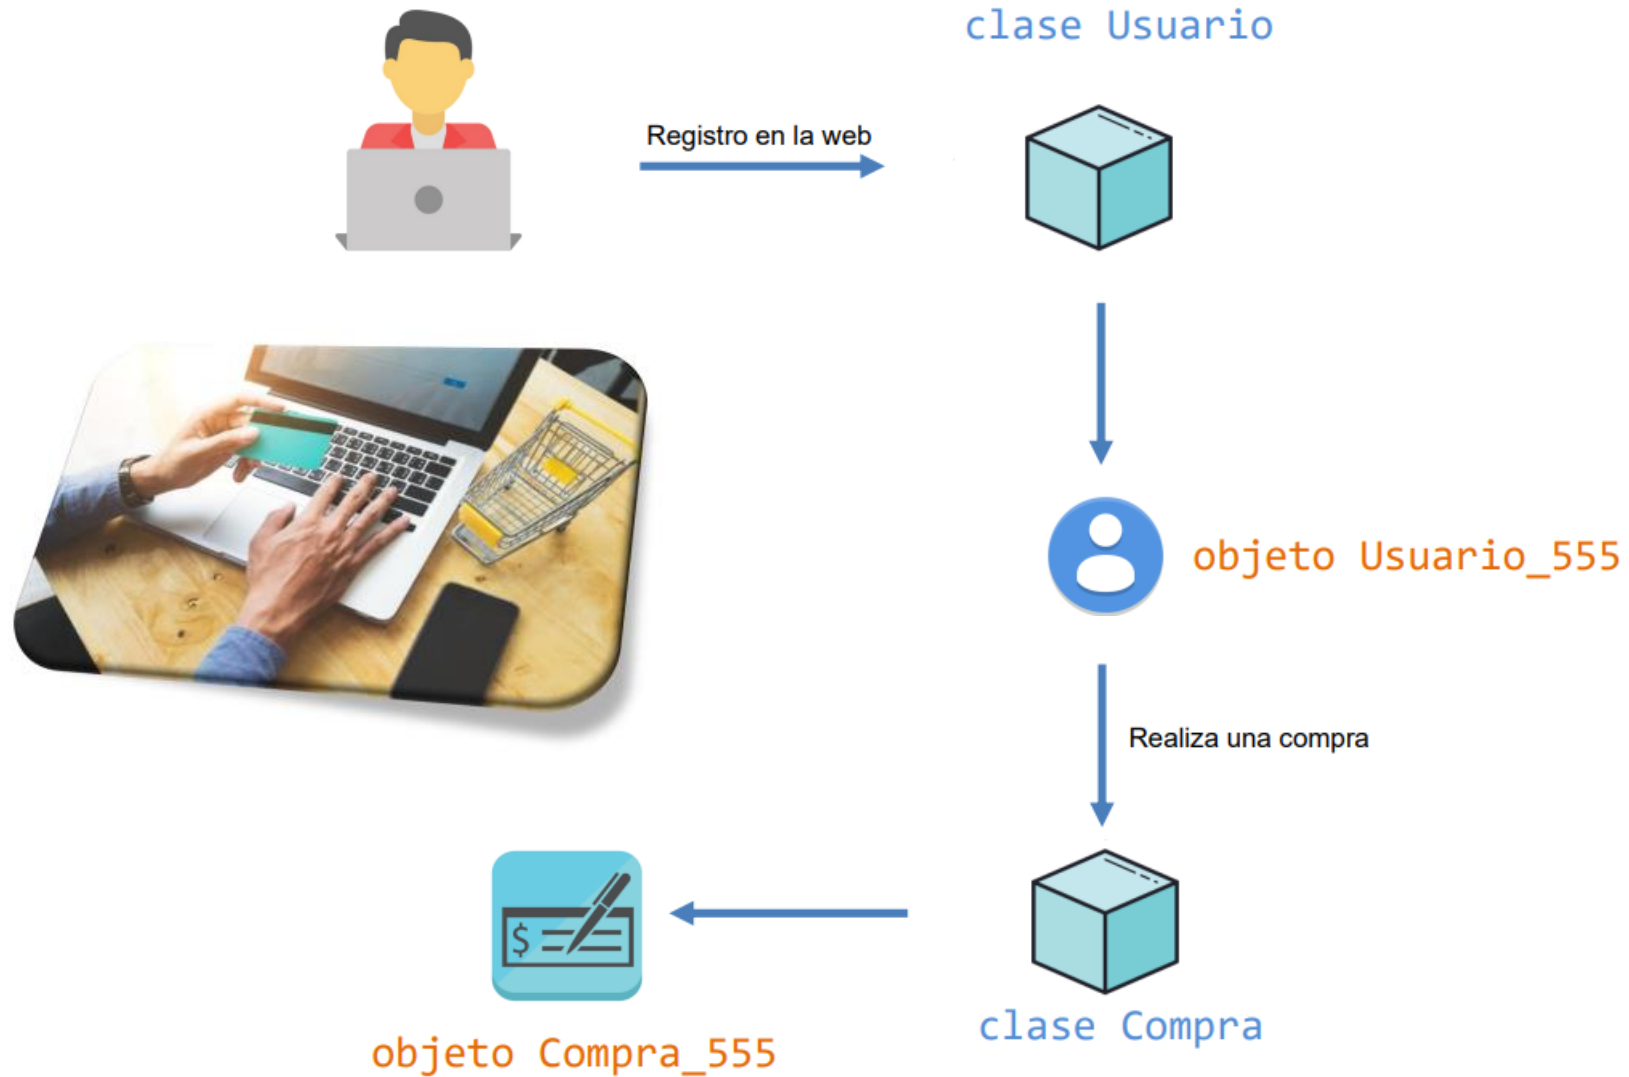 clase Usuario
Registro en la web
objeto Usuario_555
Realiza una compra
$
clase Compra
objeto Compra_555